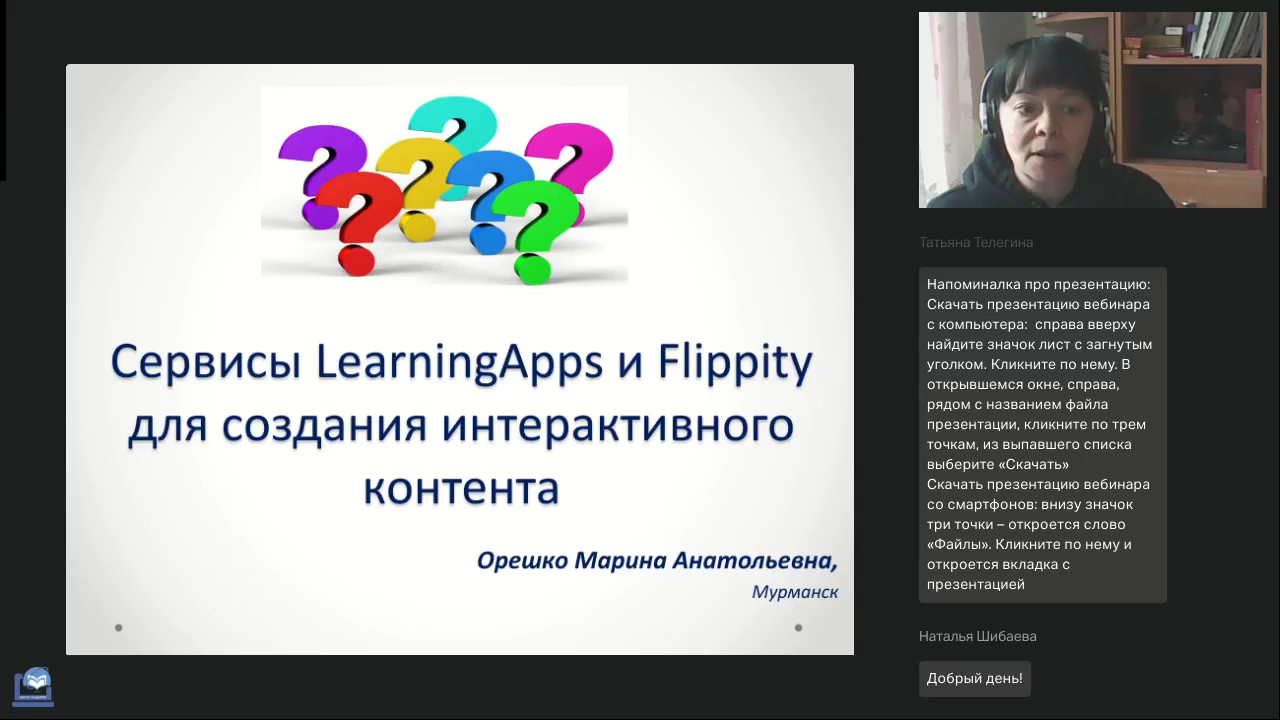 Сервисы LearningApps и Flippity
для создания интерактивного
контента
Орешко Марина Анатольевна,
Мурманск
Татьяна Телегина
Напоминалка про презентацию:
Скачать презентацию вебинара
с компьютера:  справа вверху
найдите значок лист с загнутым
уголком. Кликните по нему. В
открывшемся окне, справа,
рядом с названием файла
презентации, кликните по трем
точкам, из выпавшего списка
выберите «Скачать»
Скачать презентацию вебинара
со смартфонов: внизу значок
три точки – откроется слово
«Файлы». Кликните по нему и
откроется вкладка с
презентацией
Наталья Шибаева
Добрый день!